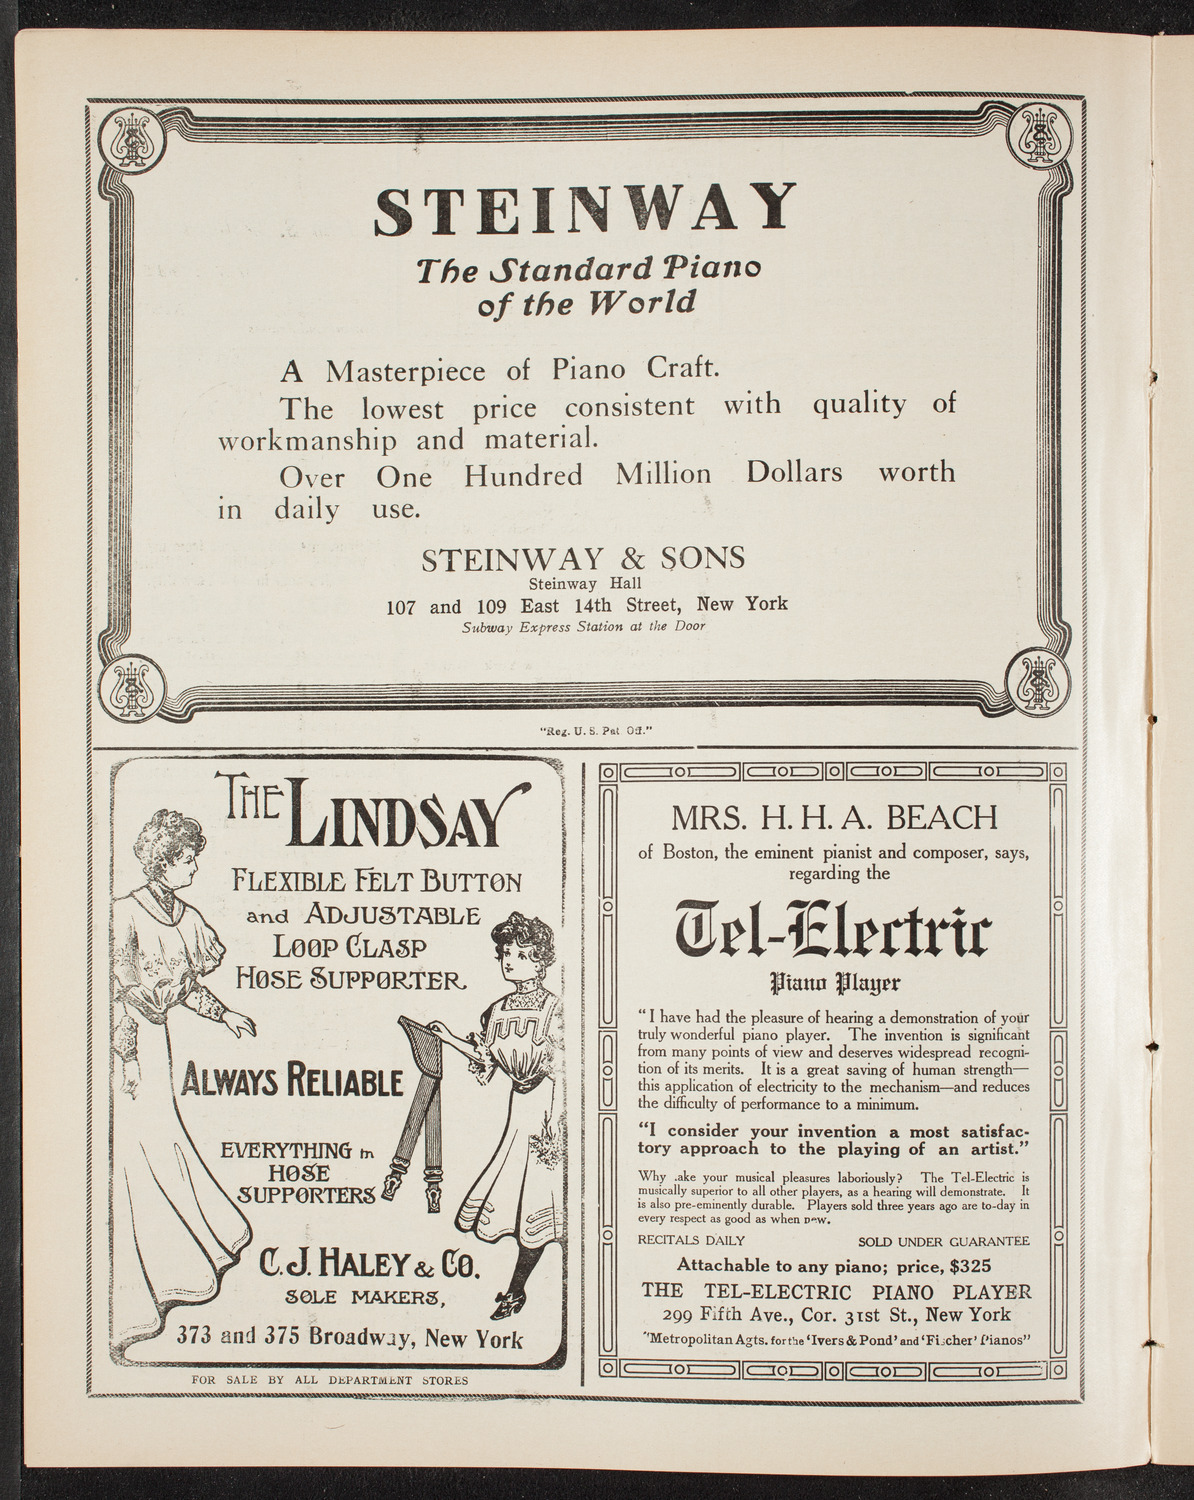 STEINWAY
The Standard Piano
of the World
A Masterpiece of Piano Craft.
The lowest price consistent with quality of
workmanship and material.
Over One Hundred Million Dollars worth
in daily use.
STEINWAY & SONS
Steinway Hall
107 and 109 East 14th Street, New York
Subway Express Station at the Door
"Reg. U. S. Pat. Off."
THE LINDSAY
FLEXIBLE FELT BUTTON
and ADJUSTABLE
LOOP CLASP
HOSE SUPPORTER
ALWAYS RELIABLE
EVERYTHING in
HOSE
SUPPORTERS
C. J. HALEY & CO.
SOLE MAKERS,
373 and 375 Broadway, New York
FOR SALE BY ALL DEPARTMENT STORES
MRS. H. H. A. BEACH
of Boston, the eminent pianist and composer, says,
regarding the
Tel-Electric
Piano Player
"I have had the pleasure of hearing a demonstration of your
truly wonderful piano player. The invention is significant
from many points of view and deserves widespread recogni-
tion of its merits. It is a great saving of human strength—
this application of electricity to the mechanism—and reduces
the difficulty of performance to a minimum.
"I consider your invention a most satisfac-
tory approach to the playing of an artist."
Why take your musical pleasures laboriously? The Tel-Electric is
musically superior to all other players, as a hearing will demonstrate. It
is also pre-eminently durable. Players sold three years ago are to-day in
every respect as good as when new.
RECITALS DAILY SOLD UNDER GUARANTEE
Attachable to any piano; price, $325
THE TEL-ELECTRIC PIANO PLAYER
299 Fifth Ave., Cor. 31st St., New York
"Metropolitan Agts. for the 'Ivers & Pond' and 'Fischer' Pianos"